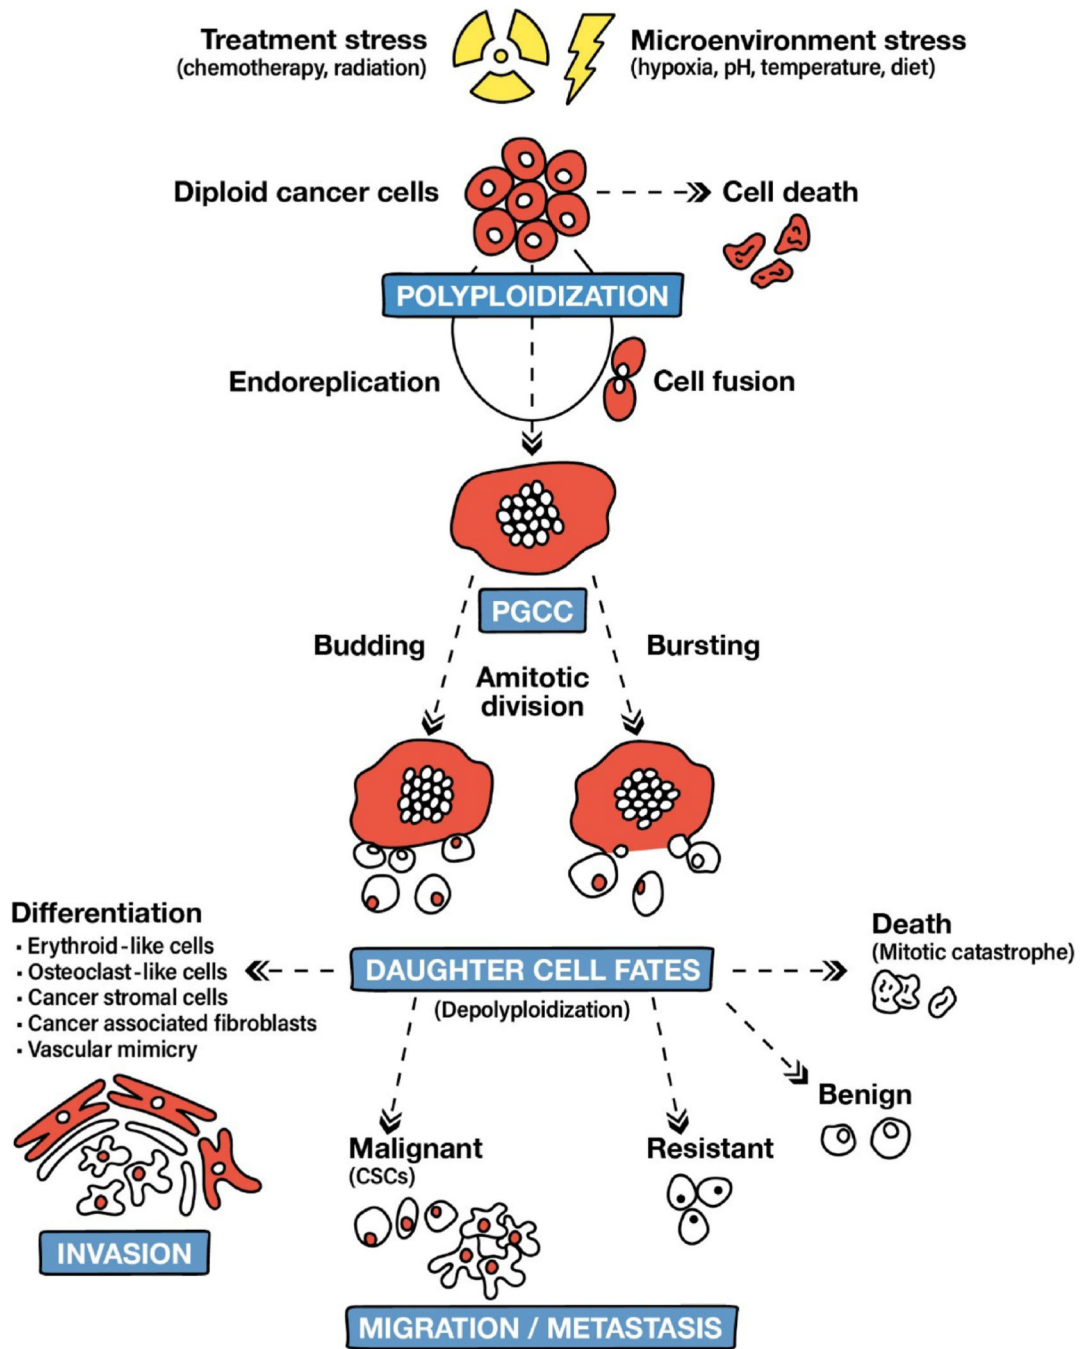 Treatment stress
(chemotherapy, radiation)
Microenvironment stress
(hypoxia, pH, temperature, diet)
Diploid cancer cells
Cell death
POLYPLOIDIZATION
Endoreplication
Cell fusion
PGCC
Budding
Bursting
Amitotic
division
Differentiation
· Erythroid-like cells
· Osteoclast-like cells
· Cancer stromal cells
· Cancer associated fibroblasts
· Vascular mimicry
DAUGHTER CELL FATES
(Depolyploidization)
Death
(Mitotic catastrophe)
Benign
Malignant
(CSCs)
Resistant
INVASION
MIGRATION / METASTASIS